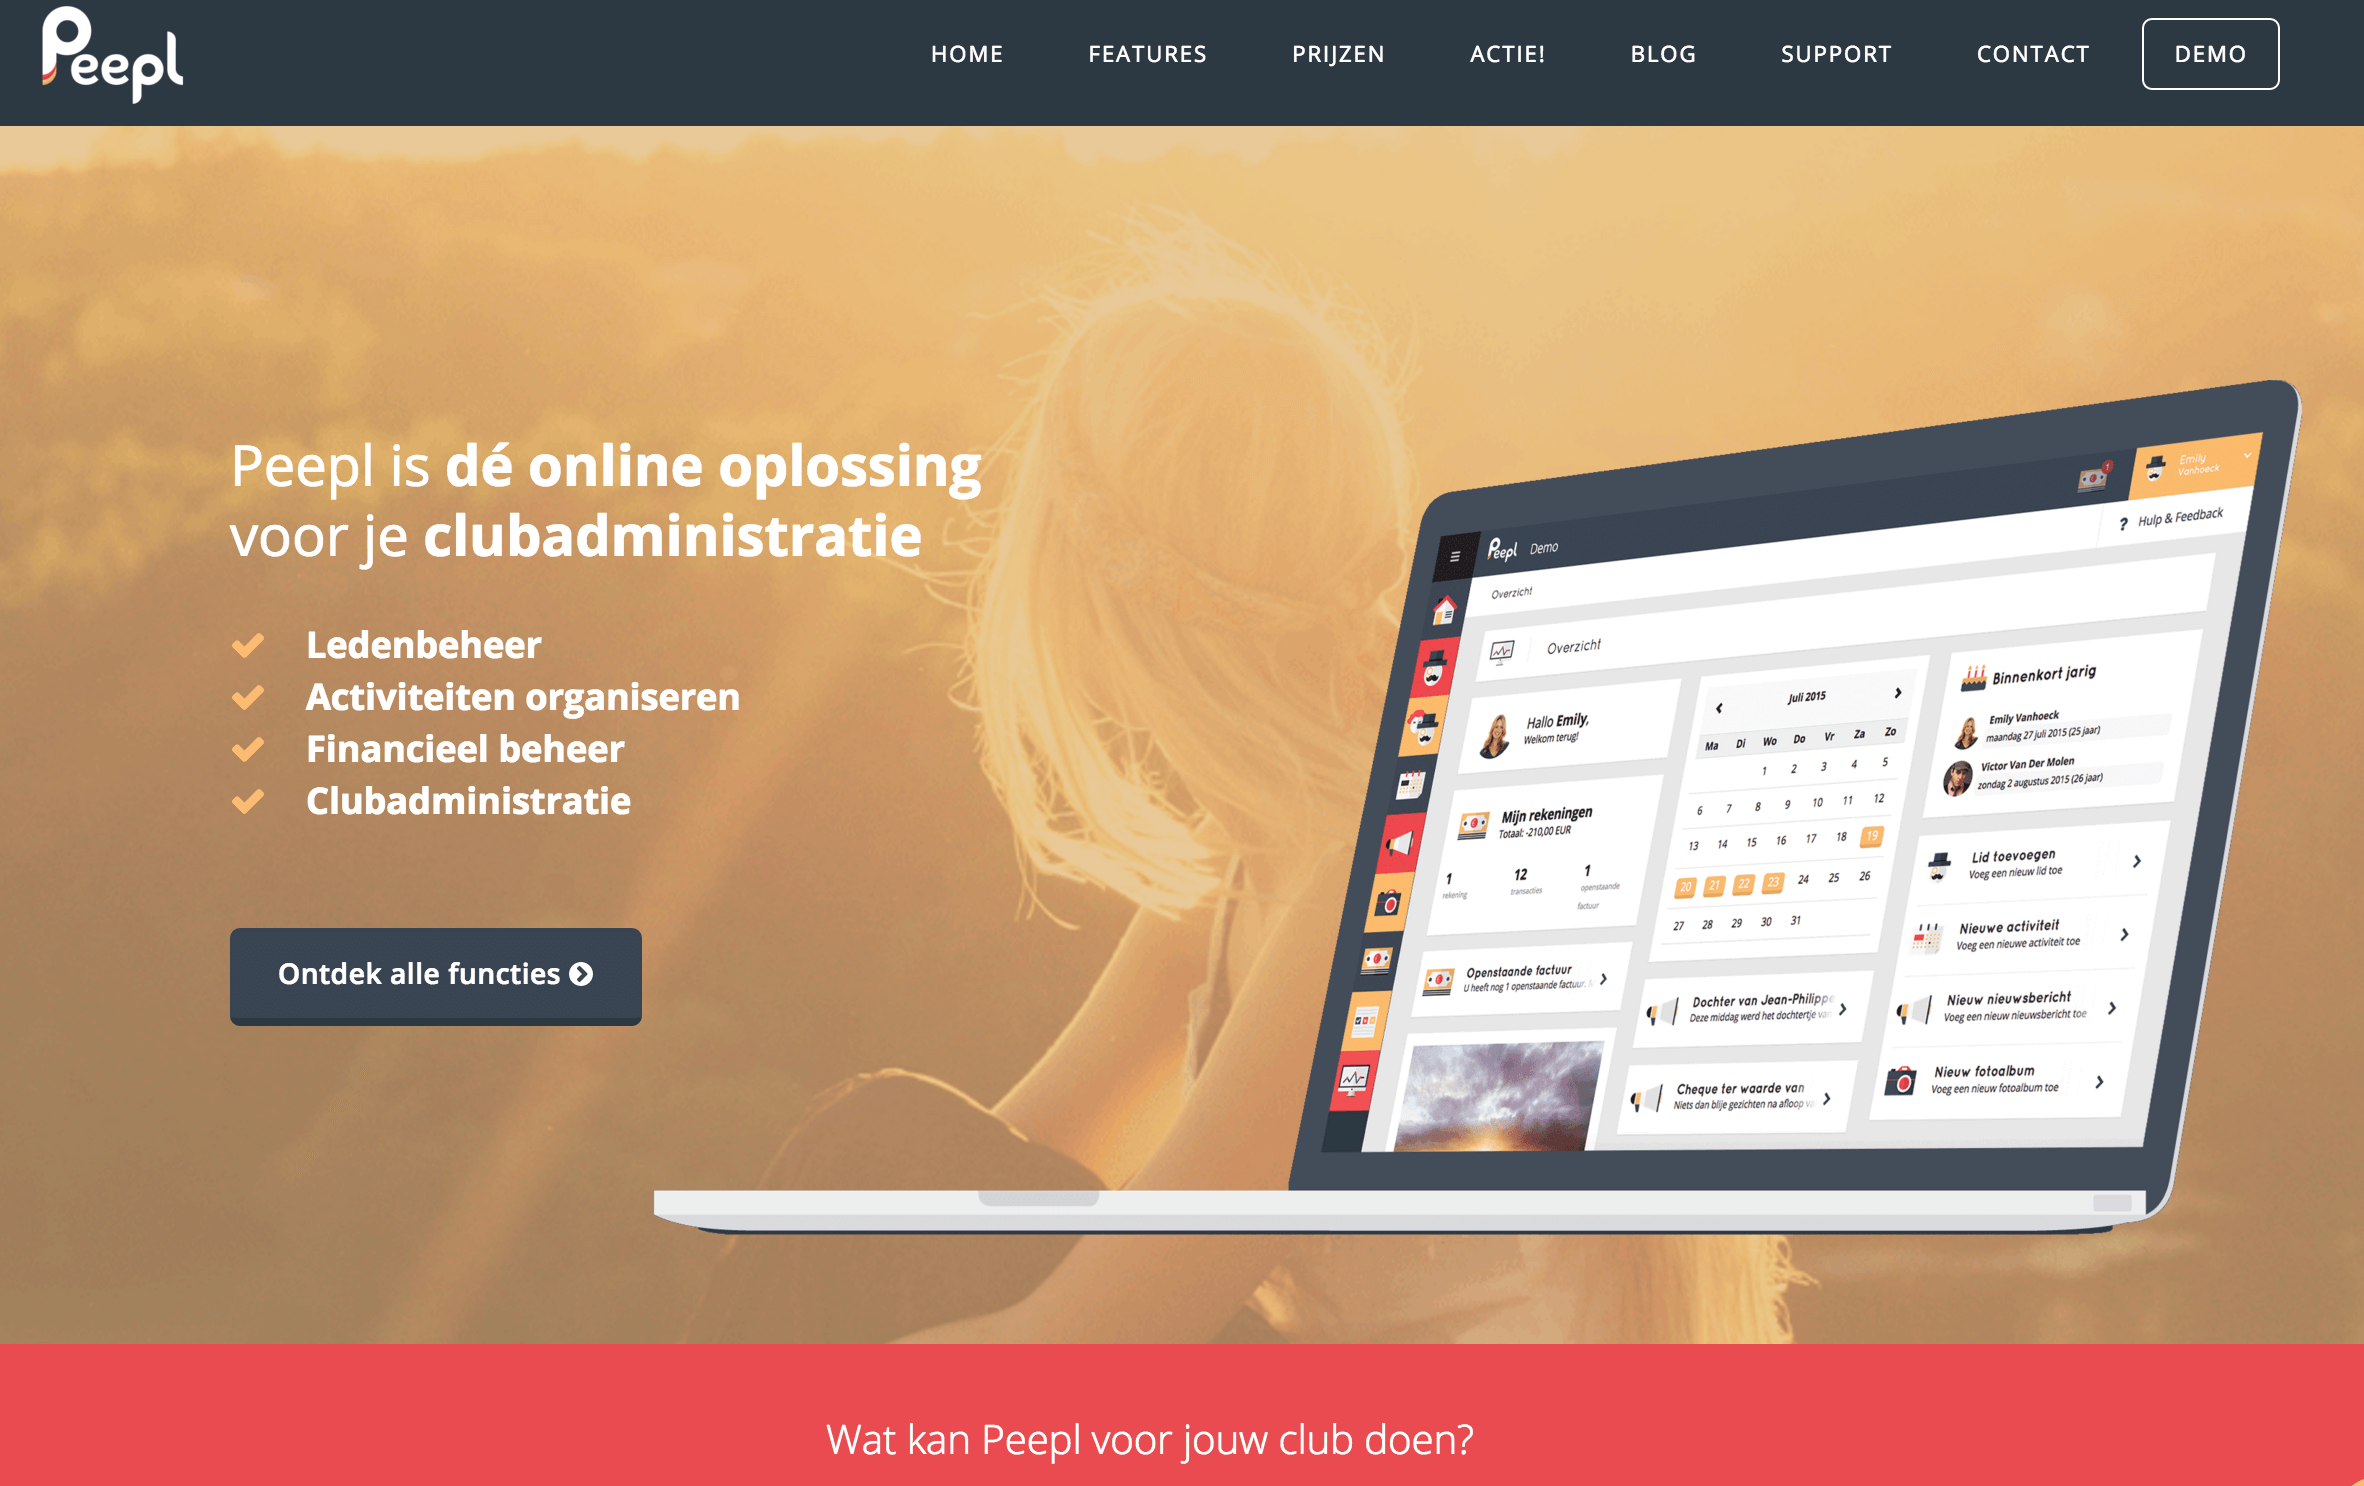 Peepl
HOME
FEATURES
PRIJZEN
ACTIE!
BLOG
SUPPORT
CONTACT
DEMO
Peepl is dé online oplossing
voor je clubadministratie
Ledenbeheer
Activiteiten organiseren
Financieel beheer
Clubadministratie
Ontdek alle functies
Peepl Demo
1
Emily
Vanhoeck
? Hulp & Feedback
Overzicht
Overzicht
Hallo Emily,
Welkom terug!
Mijn rekeningen
Totaal: -210,00 EUR
1
rekening
12
transacties
1
openstaande
factuur
Openstaande factuur
U heeft nog 1 openstaande factuur.
Juli 2015
Ma Di Wo Do Vr Za Zo
1 2 3 4 5
6 7 8 9 10 11 12
13 14 15 16 17 18 19
20 21 22 23 24 25 26
27 28 29 30 31
Dochter van Jean-Philippe
Deze middag werd het dochtertje van
Cheque ter waarde van
Niets dan blije gezichten na afloop
Binnenkort jarig
Emily Vanhoeck
maandag 27 juli 2015 (25 jaar)
Victor Van Der Molen
zondag 2 augustus 2015 (26 jaar)
Lid toevoegen
Voeg een nieuw lid toe
Nieuwe activiteit
Voeg een nieuwe activiteit toe
Nieuw nieuwsbericht
Voeg een nieuw nieuwsbericht toe
Nieuw fotoalbum
Voeg een nieuw fotoalbum toe
Wat kan Peepl voor jouw club doen?